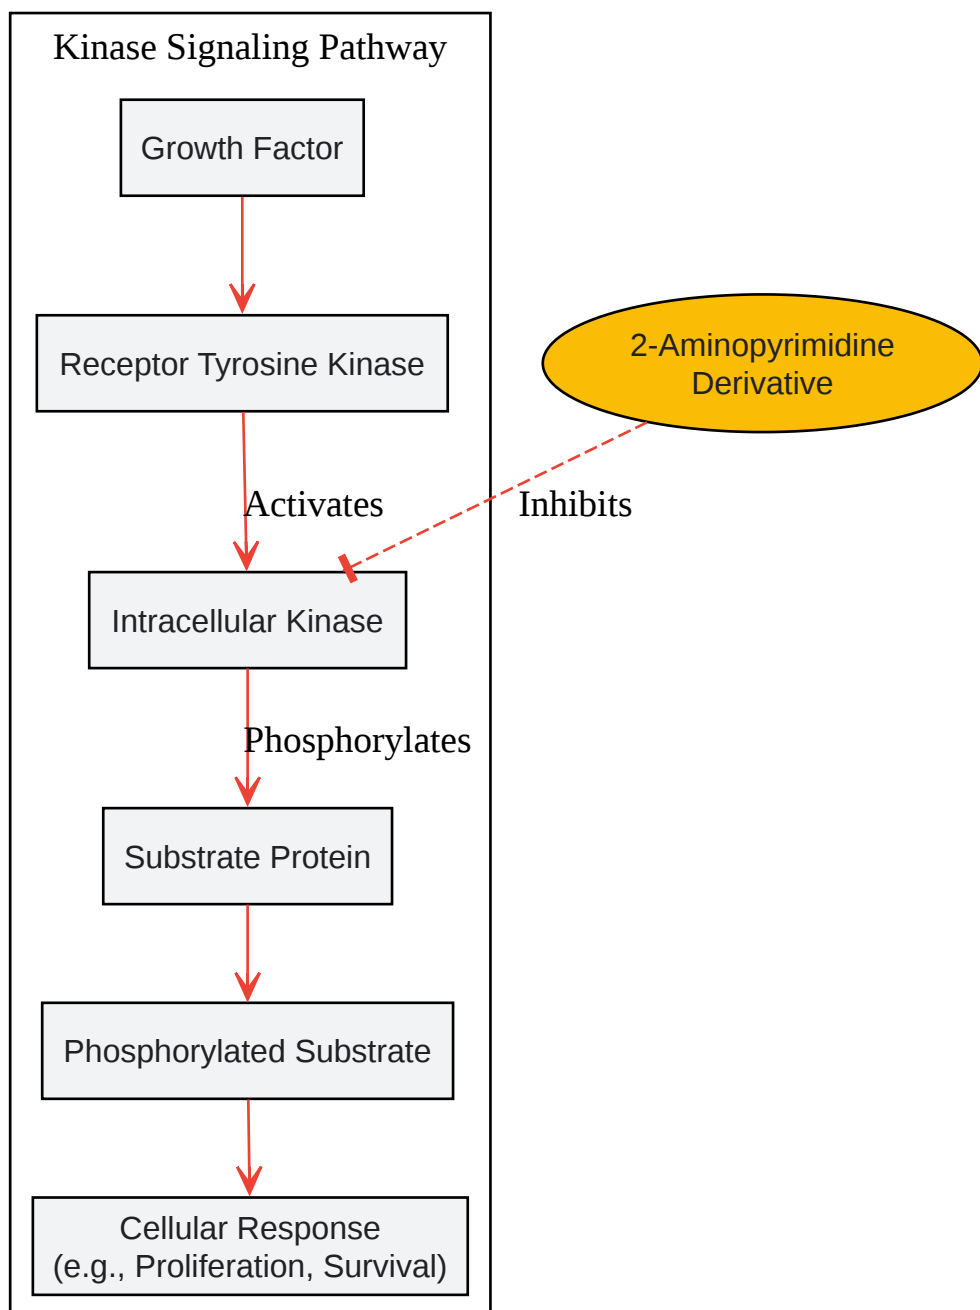 Kinase Signaling Pathway
Growth Factor
Receptor Tyrosine Kinase
2-Aminopyrimidine
Derivative
Activates
Inhibits
Intracellular Kinase
Phosphorylates
Substrate Protein
Phosphorylated Substrate
Cellular Response
(e.g., Proliferation, Survival)